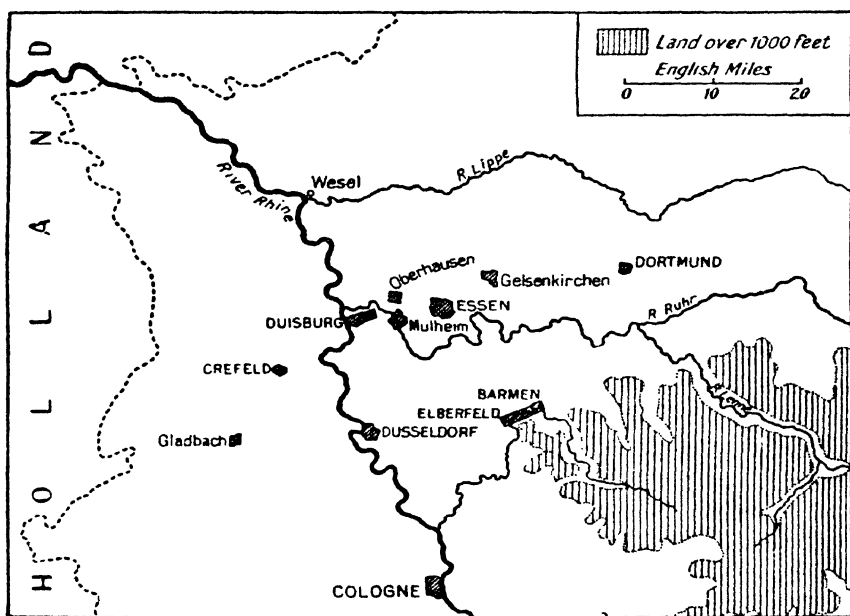 Land over 1000 feet
English Miles
0 10 20
HOLLAND
River Rhine
Wesel
R. Lippe
Oberhausen
Gelsenkirchen
DORTMUND
ESSEN
DUISBURG
Mulheim
R. Ruhr
CREFELD
BARMEN
ELBERFELD
Gladbach
DUSSELDORF
COLOGNE